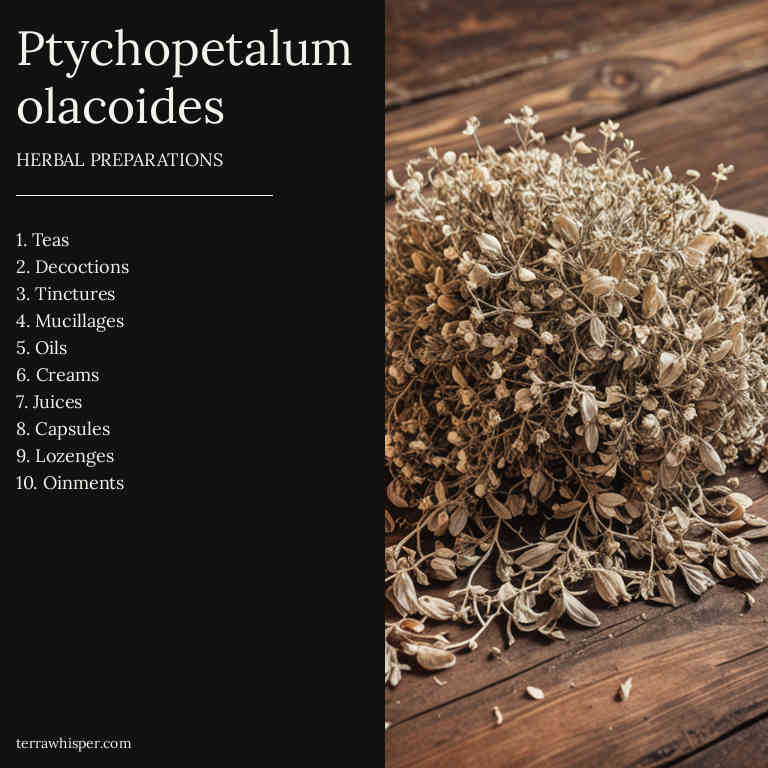 Ptychopetalum
olacoides
HERBAL PREPARATIONS
1. Teas
2. Decoctions
3. Tinctures
4. Mucillages
5. Oils
6. Creams
7. Juices
8. Capsules
9. Lozenges
10. Oinments
terrawhisper.com